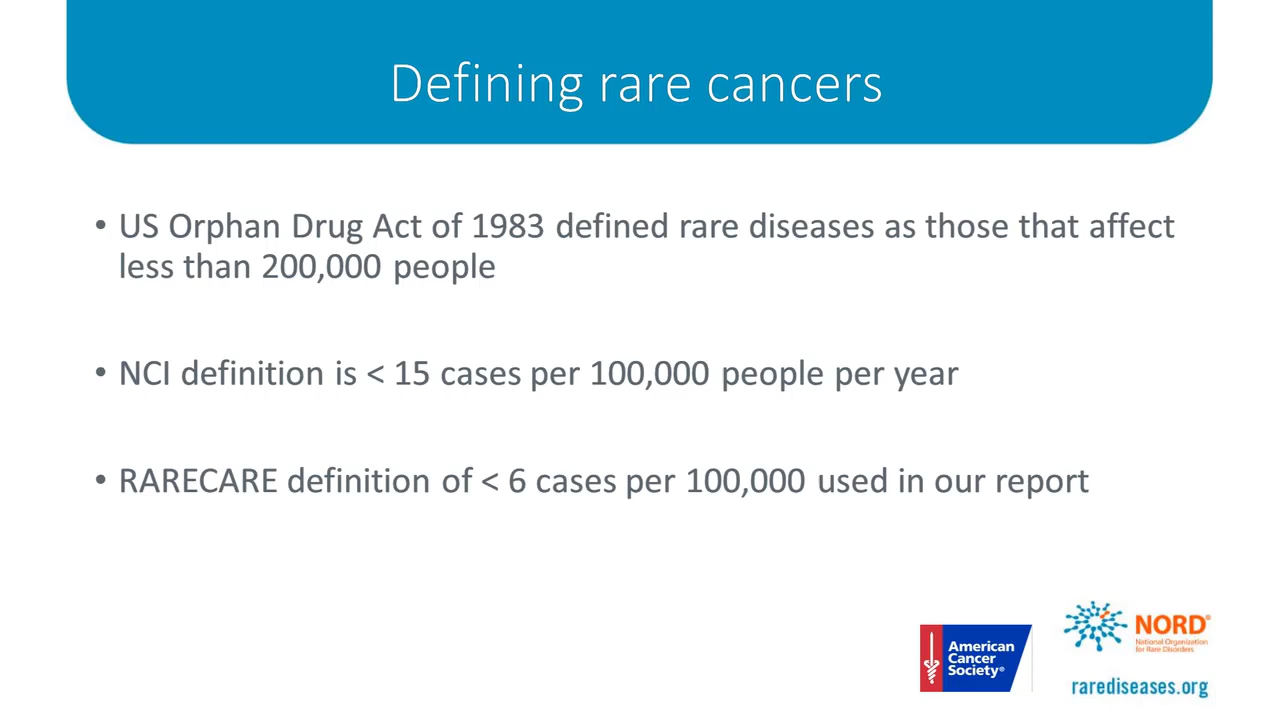 Defining rare cancers
• US Orphan Drug Act of 1983 defined rare diseases as those that affect
less than 200,000 people
• NCI definition is < 15 cases per 100,000 people per year
• RARECARE definition of < 6 cases per 100,000 used in our report
American
Cancer
Society®
NORD®
National Organization
for Rare Disorders
rarediseases.org